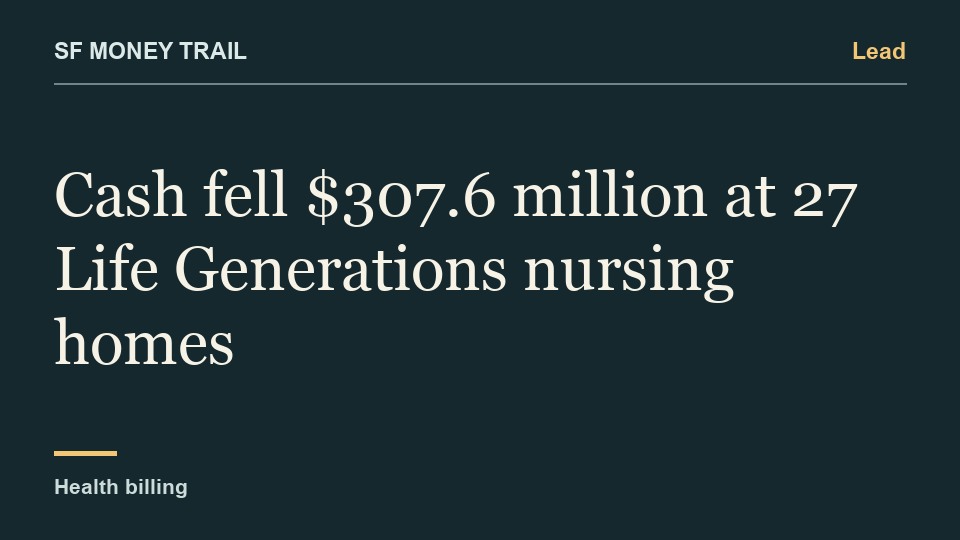 SF MONEY TRAIL
Lead
Cash fell $307.6 million at 27
Life Generations nursing
homes
Health billing